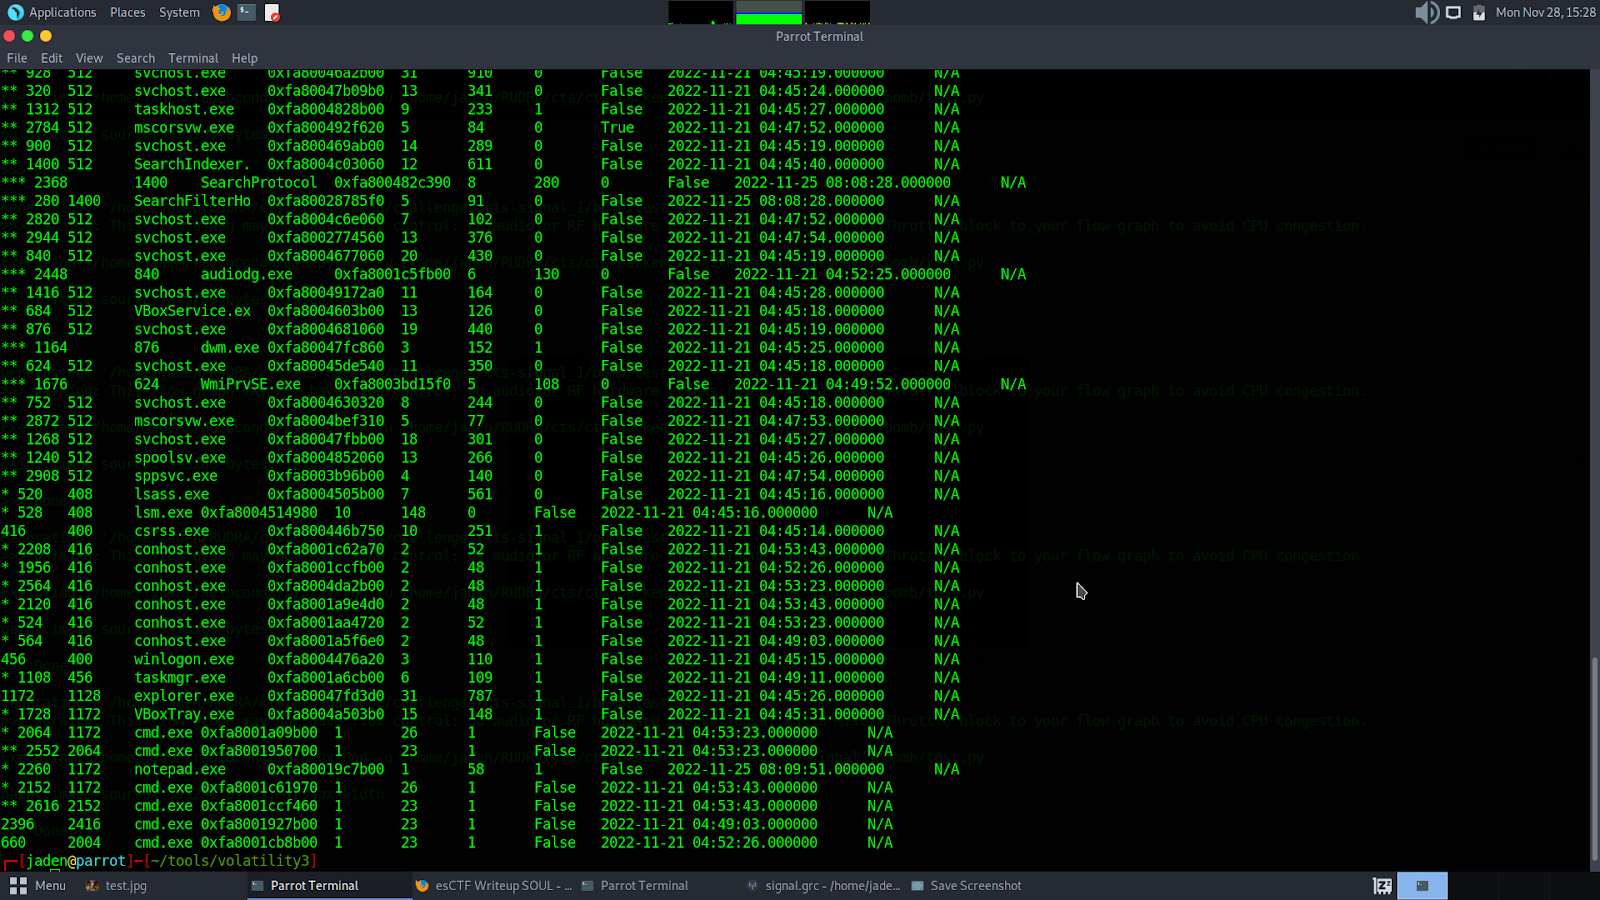 Applications Places System Mon Nov 28, 15:28
Parrot Terminal
File Edit View Search Terminal Help
** 928 512 svchost.exe 0xfa80046a2b00 31 910 0 False 2022-11-21 04:45:19.000000 N/A
** 320 512 svchost.exe 0xfa80047b09b0 13 341 0 False 2022-11-21 04:45:24.000000 N/A
** 1312 512 taskhost.exe 0xfa8004828b00 9 233 1 False 2022-11-21 04:45:27.000000 N/A
** 2784 512 mscorsvw.exe 0xfa800492f620 5 84 0 True 2022-11-21 04:47:52.000000 N/A
** 900 512 svchost.exe 0xfa800469ab00 14 289 0 False 2022-11-21 04:45:19.000000 N/A
** 1400 512 SearchIndexer. 0xfa8004c03060 12 611 0 False 2022-11-21 04:45:40.000000 N/A
*** 2368 1400 SearchProtocol 0xfa800482c390 8 280 0 False 2022-11-25 08:08:28.000000 N/A
*** 280 1400 SearchFilterHo 0xfa80028785f0 5 91 0 False 2022-11-25 08:08:28.000000 N/A
** 2820 512 svchost.exe 0xfa8004c6e060 7 102 0 False 2022-11-21 04:47:52.000000 N/A
** 2944 512 svchost.exe 0xfa8002774560 13 376 0 False 2022-11-21 04:47:54.000000 N/A
** 840 512 svchost.exe 0xfa8004677060 20 430 0 False 2022-11-21 04:45:19.000000 N/A
*** 2448 840 audiodg.exe 0xfa8001c5fb00 6 130 0 False 2022-11-21 04:52:25.000000 N/A
** 1416 512 svchost.exe 0xfa80049172a0 11 164 0 False 2022-11-21 04:45:28.000000 N/A
** 684 512 VBoxService.ex 0xfa8004603b00 13 126 0 False 2022-11-21 04:45:18.000000 N/A
** 876 512 svchost.exe 0xfa8004681060 19 440 0 False 2022-11-21 04:45:19.000000 N/A
*** 1164 876 dwm.exe 0xfa80047fc860 3 152 1 False 2022-11-21 04:45:25.000000 N/A
** 624 512 svchost.exe 0xfa80045de540 11 350 0 False 2022-11-21 04:45:18.000000 N/A
*** 1676 624 WmiPrvSE.exe 0xfa8003bd15f0 5 108 0 False 2022-11-21 04:49:52.000000 N/A
** 752 512 svchost.exe 0xfa8004630320 8 244 0 False 2022-11-21 04:45:18.000000 N/A
** 2872 512 mscorsvw.exe 0xfa8004bef310 5 77 0 False 2022-11-21 04:47:53.000000 N/A
** 1268 512 svchost.exe 0xfa80047fbb00 18 301 0 False 2022-11-21 04:45:27.000000 N/A
** 1240 512 spoolsv.exe 0xfa8004852060 13 266 0 False 2022-11-21 04:45:26.000000 N/A
** 2908 512 sppsvc.exe 0xfa8003b96b00 4 140 0 False 2022-11-21 04:47:54.000000 N/A
* 520 408 lsass.exe 0xfa8004505b00 7 561 0 False 2022-11-21 04:45:16.000000 N/A
* 528 408 lsm.exe 0xfa8004514980 10 148 0 False 2022-11-21 04:45:16.000000 N/A
416 400 csrss.exe 0xfa800446b750 10 251 1 False 2022-11-21 04:45:14.000000 N/A
* 2208 416 conhost.exe 0xfa8001c62a70 2 52 1 False 2022-11-21 04:53:43.000000 N/A
* 1956 416 conhost.exe 0xfa8001ccfb00 2 48 1 False 2022-11-21 04:52:26.000000 N/A
* 2564 416 conhost.exe 0xfa8004da2b00 2 48 1 False 2022-11-21 04:53:23.000000 N/A
* 2120 416 conhost.exe 0xfa8001a9e4d0 2 48 1 False 2022-11-21 04:53:43.000000 N/A
* 524 416 conhost.exe 0xfa8001aa4720 2 52 1 False 2022-11-21 04:53:23.000000 N/A
* 564 416 conhost.exe 0xfa8001a5f6e0 2 48 1 False 2022-11-21 04:49:03.000000 N/A
456 400 winlogon.exe 0xfa8004476a20 3 110 1 False 2022-11-21 04:45:15.000000 N/A
* 1108 456 taskmgr.exe 0xfa8001a6cb00 6 109 1 False 2022-11-21 04:49:11.000000 N/A
1172 1128 explorer.exe 0xfa80047fd3d0 31 787 1 False 2022-11-21 04:45:26.000000 N/A
* 1728 1172 VBoxTray.exe 0xfa8004a503b0 15 148 1 False 2022-11-21 04:45:31.000000 N/A
* 2064 1172 cmd.exe 0xfa8001a09b00 1 26 1 False 2022-11-21 04:53:23.000000 N/A
** 2552 2064 cmd.exe 0xfa8001950700 1 23 1 False 2022-11-21 04:53:23.000000 N/A
* 2260 1172 notepad.exe 0xfa80019c7b00 1 58 1 False 2022-11-25 08:09:51.000000 N/A
* 2152 1172 cmd.exe 0xfa8001c61970 1 26 1 False 2022-11-21 04:53:43.000000 N/A
** 2616 2152 cmd.exe 0xfa8001ccf460 1 23 1 False 2022-11-21 04:53:43.000000 N/A
2396 2416 cmd.exe 0xfa8001927b00 1 23 1 False 2022-11-21 04:49:03.000000 N/A
660 2004 cmd.exe 0xfa8001cb8b00 1 23 1 False 2022-11-21 04:52:26.000000 N/A
┌─[jaden@parrot]─[~/tools/volatility3]
Menu test.jpg Parrot Terminal esCTF Writeup SOUL - ... Parrot Terminal signal.grc - /home/jade... Save Screenshot